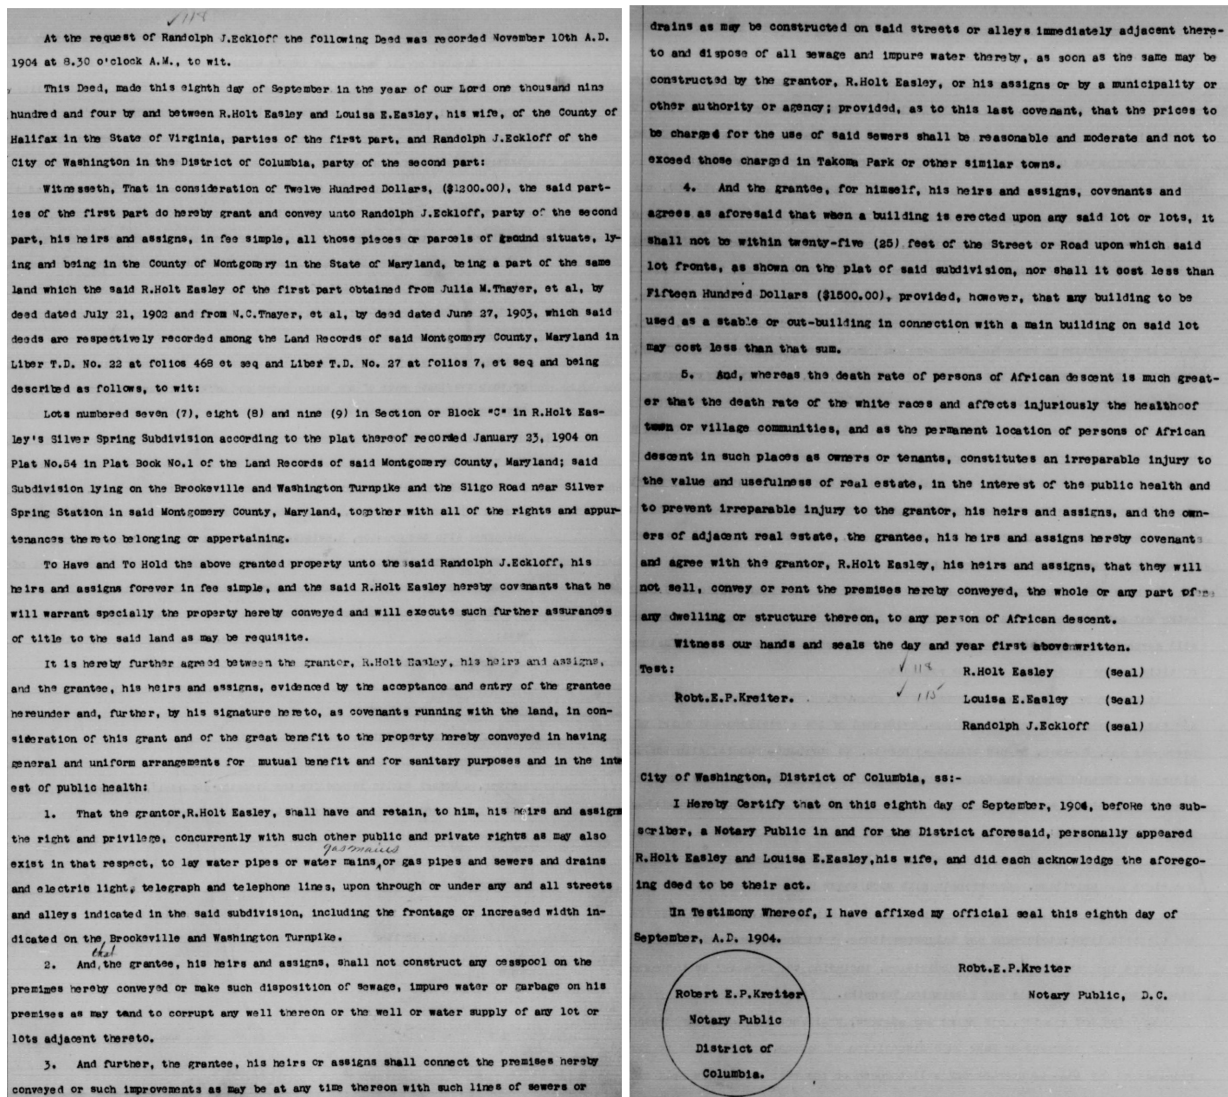 118
At the request of Randolph J.Eckloff the following Deed was recorded November 10th A.D.
1904 at 8.30 o'clock A.M., to wit.
This Deed, made this eighth day of September in the year of our Lord one thousand nine
hundred and four by and between R.Holt Easley and Louisa E.Easley, his wife, of the County of
Halifax in the State of Virginia, parties of the first part, and Randolph J.Eckloff of the
City of Washington in the District of Columbia, party of the second part:
Witnesseth, That in consideration of Twelve Hundred Dollars, ($1200.00), the said part-
ies of the first part do hereby grant and convey unto Randolph J.Eckloff, party of the second
part, his heirs and assigns, in fee simple, all those pieces or parcels of ground situate, ly-
ing and being in the County of Montgomery in the State of Maryland, being a part of the same
land which the said R.Holt Easley of the first part obtained from Julia M.Thayer, et al, by
deed dated July 21, 1902 and from N.C.Thayer, et al, by deed dated June 27, 1903, which said
deeds are respectively recorded among the Land Records of said Montgomery County, Maryland in
Liber T.D. No. 22 at folios 468 et seq and Liber T.D. No. 27 at folios 7, et seq and being
described as follows, to wit:
Lots numbered seven (7), eight (8) and nine (9) in Section or Block "C" in R.Holt Eas-
ley's Silver Spring Subdivision according to the plat thereof recorded January 23, 1904 on
Plat No.54 in Plat Book No.1 of the Land Records of said Montgomery County, Maryland; said
Subdivision lying on the Brookeville and Washington Turnpike and the Sligo Road near Silver
Spring Station in said Montgomery County, Maryland, together with all of the rights and appur-
tenances thereto belonging or appertaining.
To Have and To Hold the above granted property unto the said Randolph J.Eckloff, his
heirs and assigns forever in fee simple, and the said R.Holt Easley hereby covenants that he
will warrant specially the property hereby conveyed and will execute such further assurances
of title to the said land as may be requisite.
It is hereby further agreed between the grantor, R.Holt Easley, his heirs and assigns,
and the grantee, his heirs and assigns, evidenced by the acceptance and entry of the grantee
hereunder and, further, by his signature hereto, as covenants running with the land, in con-
sideration of this grant and of the great benefit to the property hereby conveyed in having
general and uniform arrangements for mutual benefit and for sanitary purposes and in the inte
est of public health:
1. That the grantor,R.Holt Easley, shall have and retain, to him, his heirs and assigns
the right and privilege, concurrently with such other public and private rights as may also
exist in that respect, to lay water pipes or water mains, gas mains or gas pipes and sewers and drains
and electric light, telegraph and telephone lines, upon through or under any and all streets
and alleys indicated in the said subdivision, including the frontage or increased width in-
dicated on the Brookeville and Washington Turnpike.
2. And, that the grantee, his heirs and assigns, shall not construct any cesspool on the
premimes hereby conveyed or make such disposition of sewage, impure water or garbage on his
premises as may tend to corrupt any well thereon or the well or water supply of any lot or
lots adjacent thereto.
3. And further, the grantee, his heirs or assigns shall connect the premises hereby
conveyed or such improvements as may be at any time thereon with such lines of sewers or
drains as may be constructed on said streets or alleys immediately adjacent there-
to and dispose of all sewage and impure water thereby, as soon as the same may be
constructed by the grantor, R.Holt Easley, or his assigns or by a municipality or
other authority or agency; provided, as to this last covenant, that the prices to
be charged for the use of said sewers shall be reasonable and moderate and not to
exceed those charged in Takoma Park or other similar towns.
4. And the grantee, for himself, his heirs and assigns, covenants and
agrees as aforesaid that when a building is erected upon any said lot or lots, it
shall not be within twenty-five (25) feet of the Street or Road upon which said
lot fronts, as shown on the plat of said subdivision, nor shall it cost less than
Fifteen Hundred Dollars ($1500.00), provided, however, that any building to be
used as a stable or out-building in connection with a main building on said lot
may cost less than that sum.
5. And, whereas the death rate of persons of African descent is much great-
er that the death rate of the white races and affects injuriously the health of
town or village communities, and as the permanent location of persons of African
descent in such places as owners or tenants, constitutes an irreparable injury to
the value and usefulness of real estate, in the interest of the public health and
to prevent irreparable injury to the grantor, his heirs and assigns, and the own-
ers of adjacent real estate, the grantee, his heirs and assigns hereby covenants
and agree with the grantor, R.Holt Easley, his heirs and assigns, that they will
not sell, convey or rent the premises hereby conveyed, the whole or any part of
any dwelling or structure thereon, to any person of African descent.
Witness our hands and seals the day and year first above written.
Test: 118 R.Holt Easley (seal)
Robt.E.P.Kreiter. 115 Louisa E.Easley (seal)
Randolph J.Eckloff (seal)
City of Washington, District of Columbia, ss:-
I Hereby Certify that on this eighth day of September, 1904, before the sub-
scriber, a Notary Public in and for the District aforesaid, personally appeared
R.Holt Easley and Louisa E.Easley,his wife, and did each acknowledge the aforego-
ing deed to be their act.
In Testimony Whereof, I have affixed my official seal this eighth day of
September, A.D. 1904.
Robt.E.P.Kreiter
Notary Public, D.C.
Robert E.P.Kreiter
Notary Public
District of
Columbia.